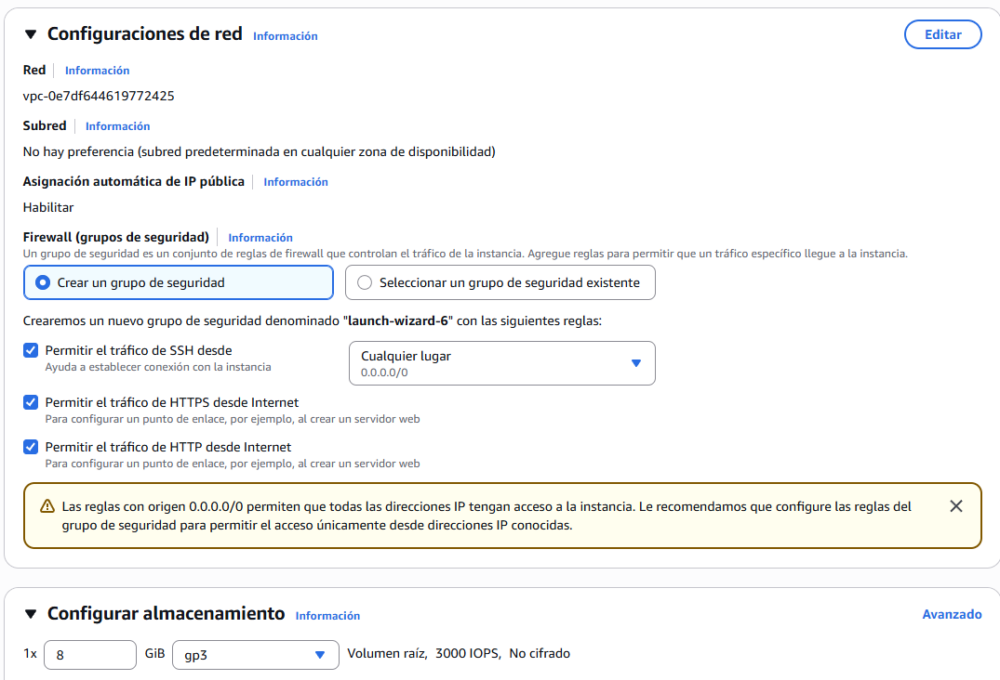 Configuraciones de red Información
Editar
Red Información
vpc-0e7df644619772425
Subred Información
No hay preferencia (subred predeterminada en cualquier zona de disponibilidad)
Asignación automática de IP pública Información
Habilitar
Firewall (grupos de seguridad) Información
Un grupo de seguridad es un conjunto de reglas de firewall que controlan el tráfico de la instancia. Agregue reglas para permitir que un tráfico específico llegue a la instancia.
Crear un grupo de seguridad
Seleccionar un grupo de seguridad existente
Crearemos un nuevo grupo de seguridad denominado "launch-wizard-6" con las siguientes reglas:
Permitir el tráfico de SSH desde
Ayuda a establecer conexión con la instancia
Cualquier lugar
0.0.0.0/0
Permitir el tráfico de HTTPS desde Internet
Para configurar un punto de enlace, por ejemplo, al crear un servidor web
Permitir el tráfico de HTTP desde Internet
Para configurar un punto de enlace, por ejemplo, al crear un servidor web
Las reglas con origen 0.0.0.0/0 permiten que todas las direcciones IP tengan acceso a la instancia. Le recomendamos que configure las reglas del
grupo de seguridad para permitir el acceso únicamente desde direcciones IP conocidas.
Configurar almacenamiento Información
Avanzado
1x 8 GiB gp3 Volumen raíz, 3000 IOPS, No cifrado